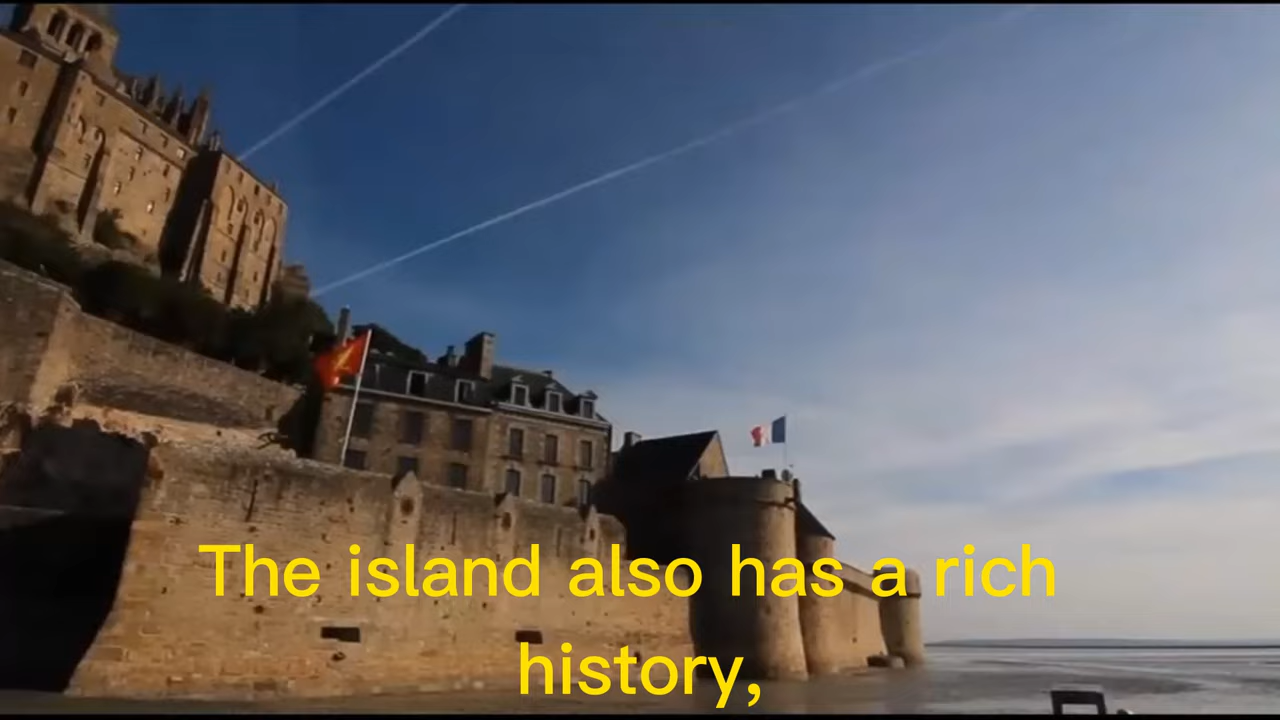 The island also has a rich
history,